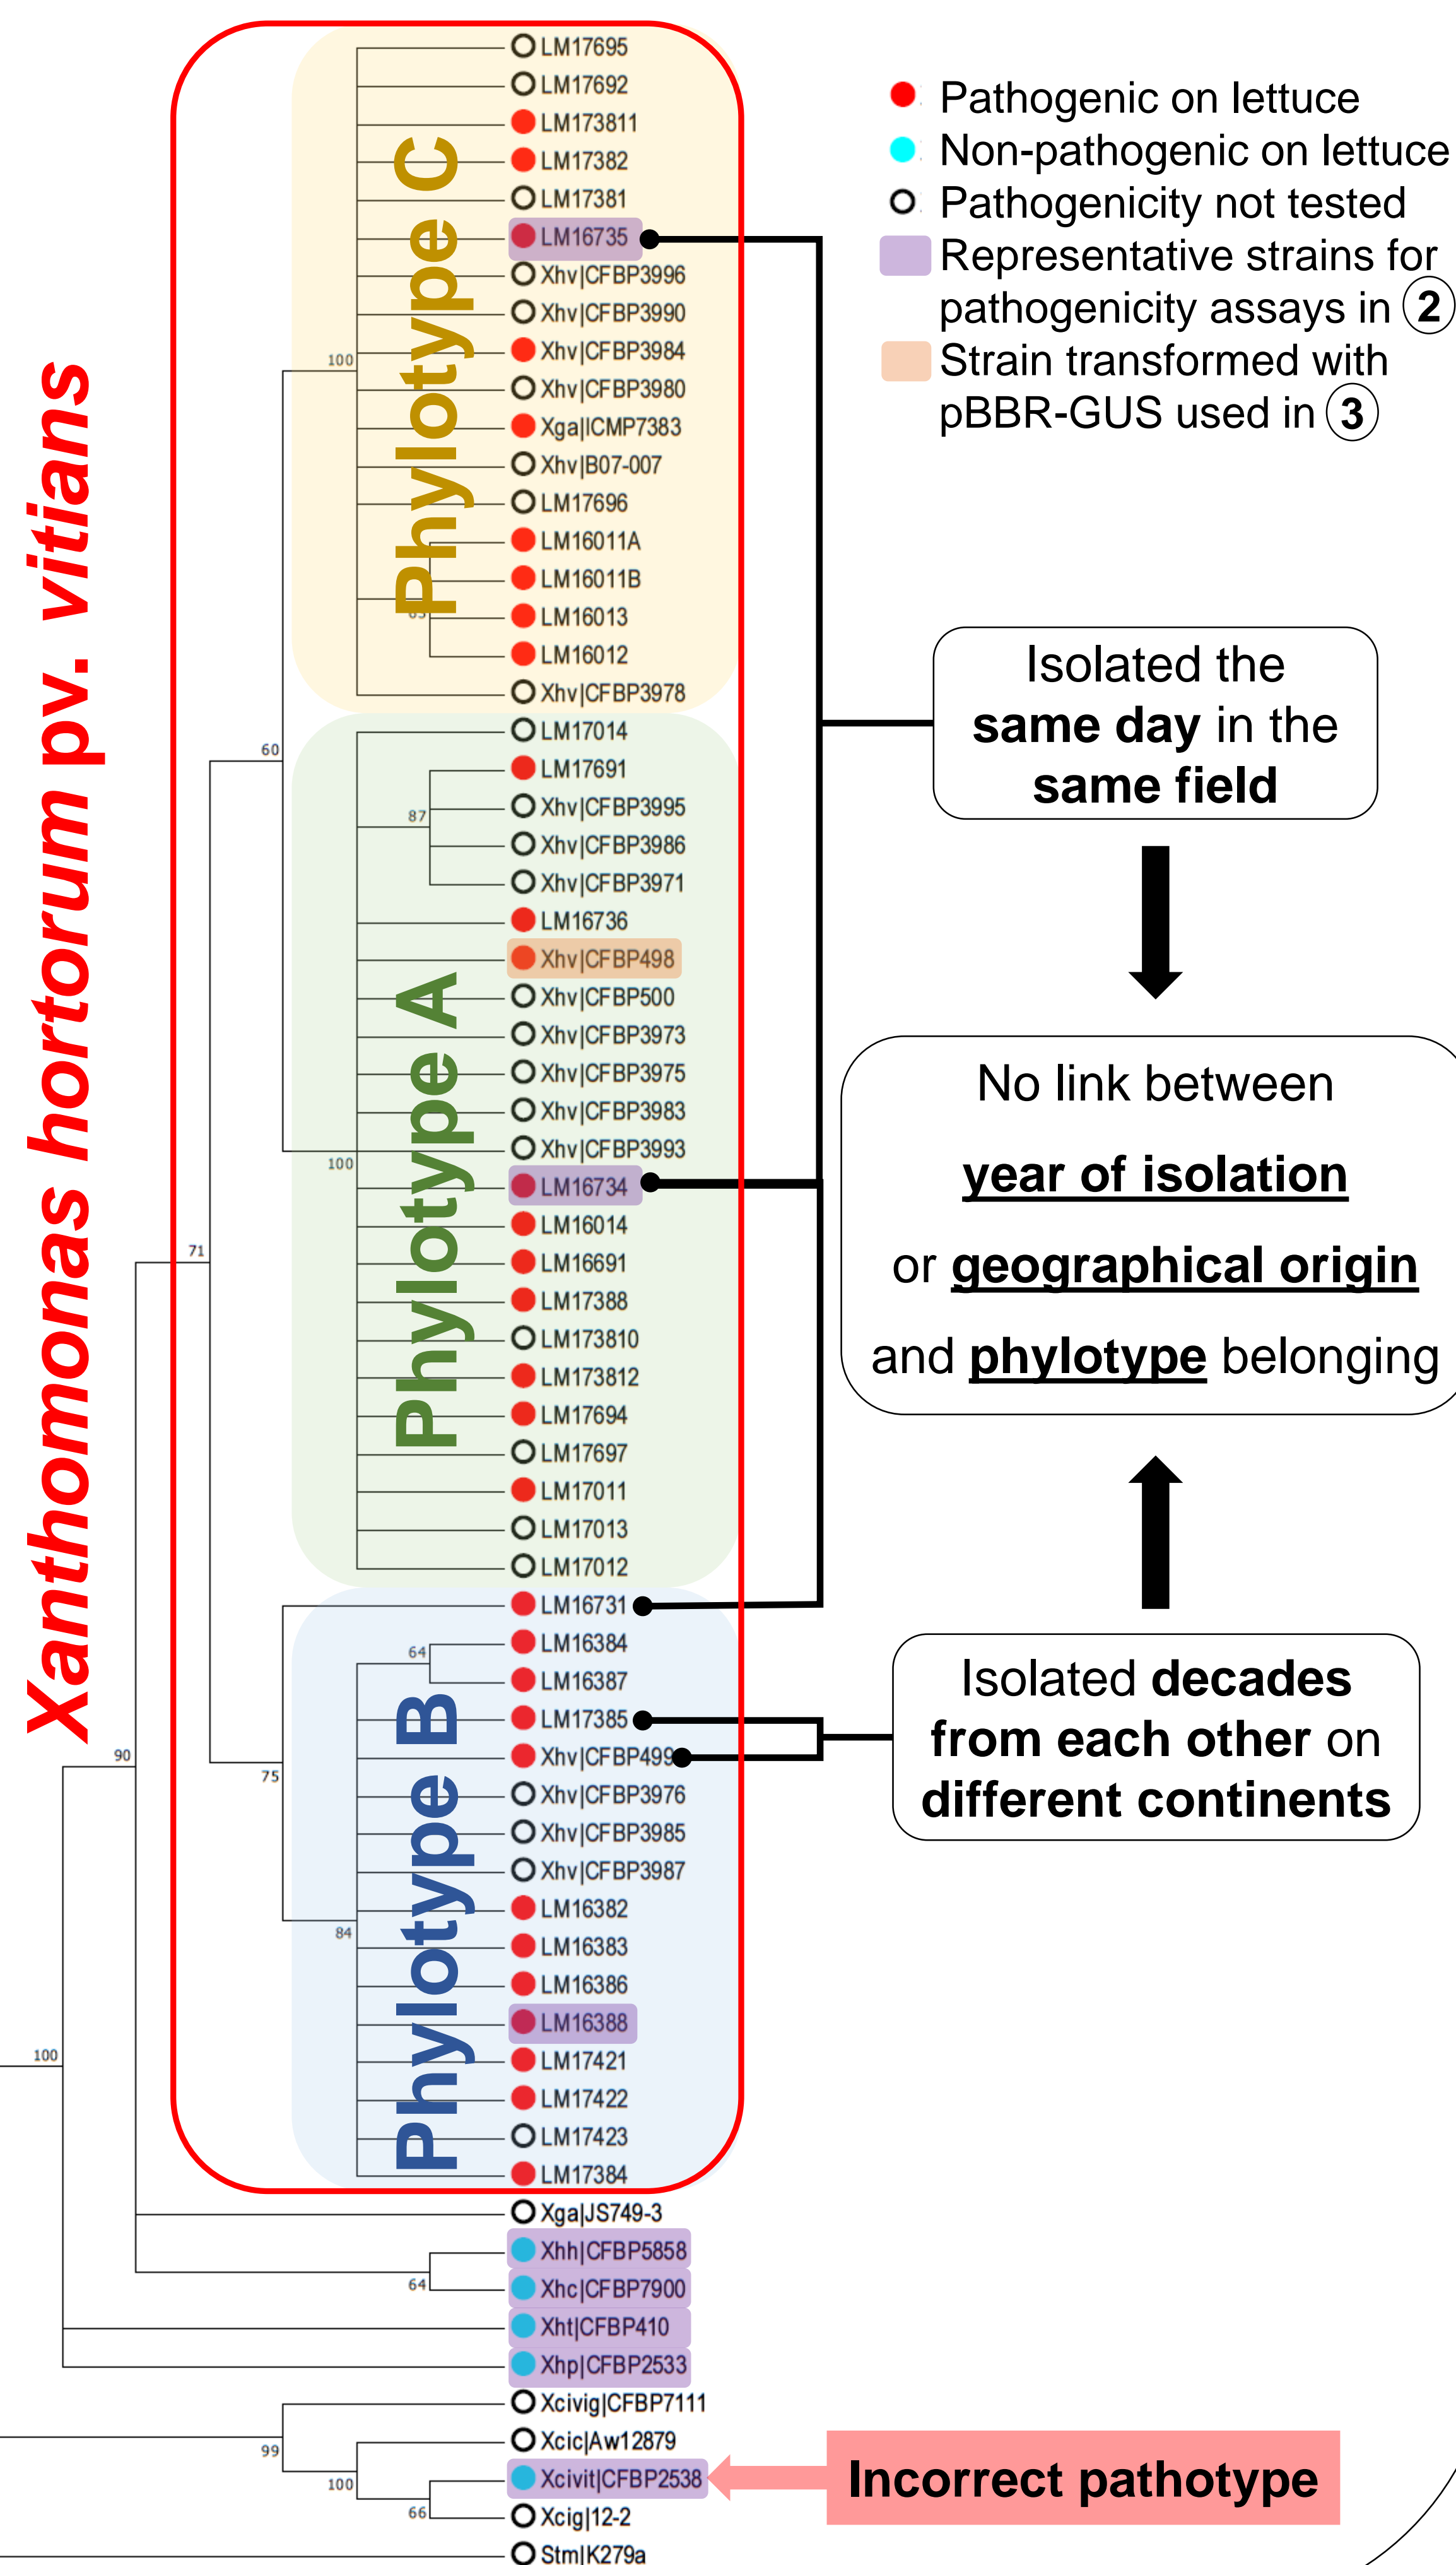 Xanthomonas hortorum pv. vitians
Phylotype C
LM17695
LM17692
LM173811
LM17382
LM17381
LM16735
Xhv|CFBP3996
Xhv|CFBP3990
100
Xhv|CFBP3984
Xhv|CFBP3980
Xga|ICMP7383
Xhv|B07-007
LM17696
LM16011A
LM16011B
63
LM16013
LM16012
Xhv|CFBP3978
60
Phylotype A
LM17014
LM17691
87
Xhv|CFBP3995
Xhv|CFBP3986
Xhv|CFBP3971
LM16736
Xhv|CFBP498
Xhv|CFBP500
Xhv|CFBP3973
Xhv|CFBP3975
Xhv|CFBP3983
Xhv|CFBP3993
100
LM16734
LM16014
71
LM16691
LM17388
LM173810
LM173812
LM17694
LM17697
LM17011
LM17013
LM17012
Phylotype B
LM16731
64
LM16384
LM16387
LM17385
90
75
Xhv|CFBP499
Xhv|CFBP3976
Xhv|CFBP3985
Xhv|CFBP3987
LM16382
84
LM16383
LM16386
LM16388
100
LM17421
LM17422
LM17423
LM17384
Xga|JS749-3
Xhh|CFBP5858
64
Xhc|CFBP7900
Xht|CFBP410
Xhp|CFBP2533
Xcivig|CFBP7111
99
Xcic|Aw12879
100
Xcivit|CFBP2538
66
Xcig|12-2
Stm|K279a
Pathogenic on lettuce
Non-pathogenic on lettuce
Pathogenicity not tested
Representative strains for
pathogenicity assays in 2
Strain transformed with
pBBR-GUS used in 3
Isolated the
same day in the
same field
No link between
year of isolation
or geographical origin
and phylotype belonging
Isolated decades
from each other on
different continents
Incorrect pathotype